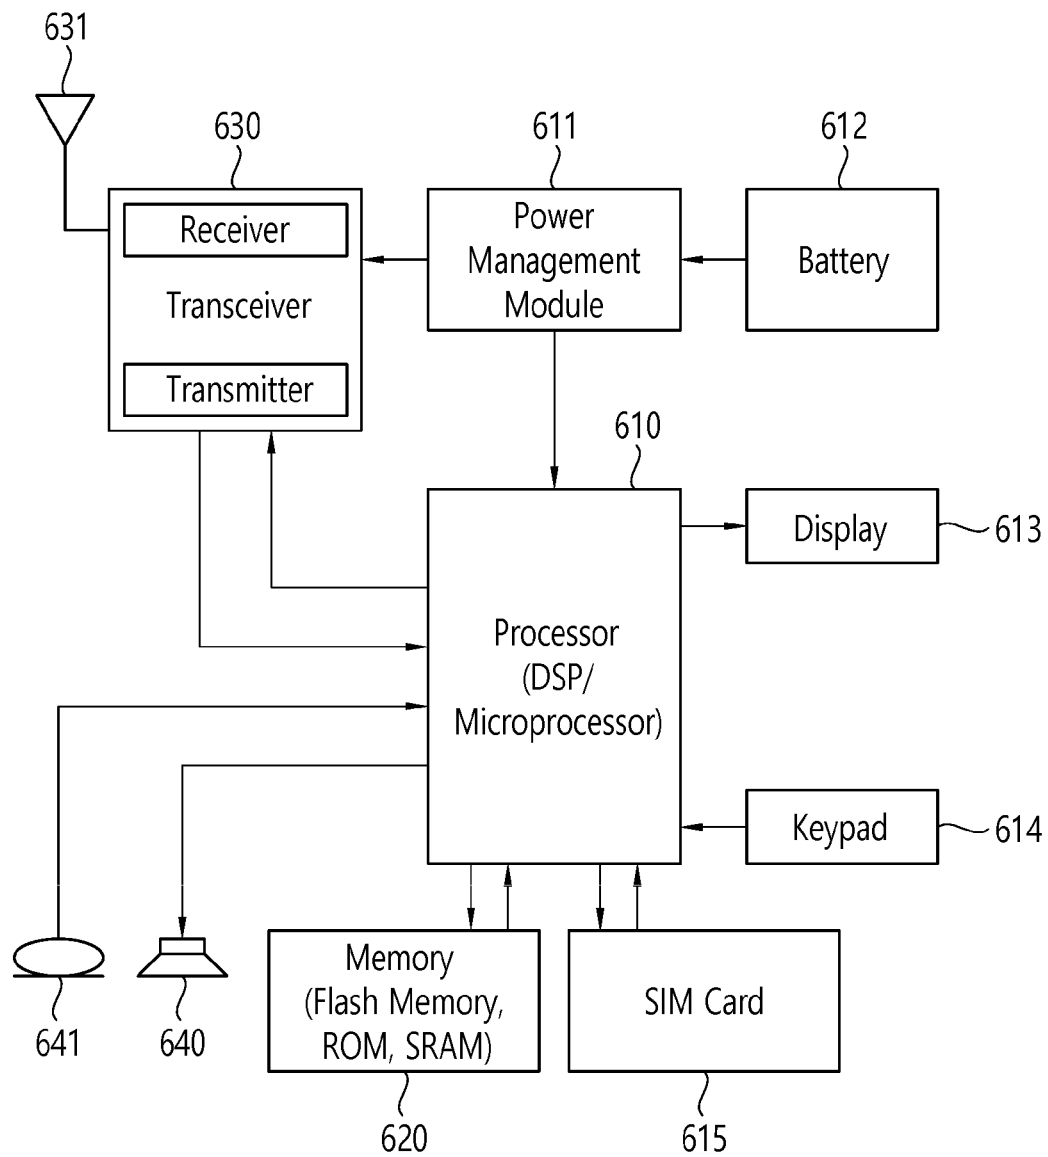 631
630
611
612
Receiver
Transceiver
Transmitter
Power
Management
Module
Battery
610
Display
613
Processor
(DSP/
Microprocessor)
Keypad
614
641
640
Memory
(Flash Memory,
ROM, SRAM)
SIM Card
620
615